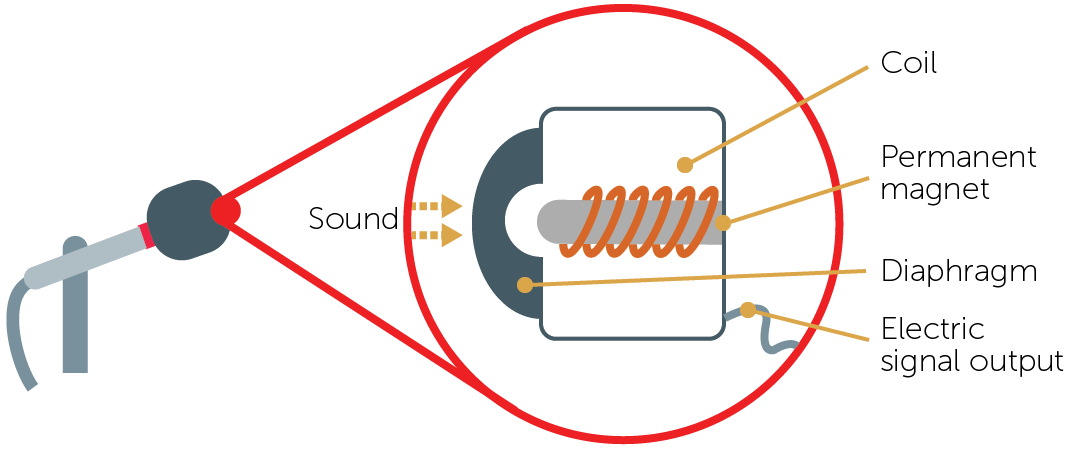 Coil
Permanent
magnet
Sound
Diaphragm
Electric
signal output